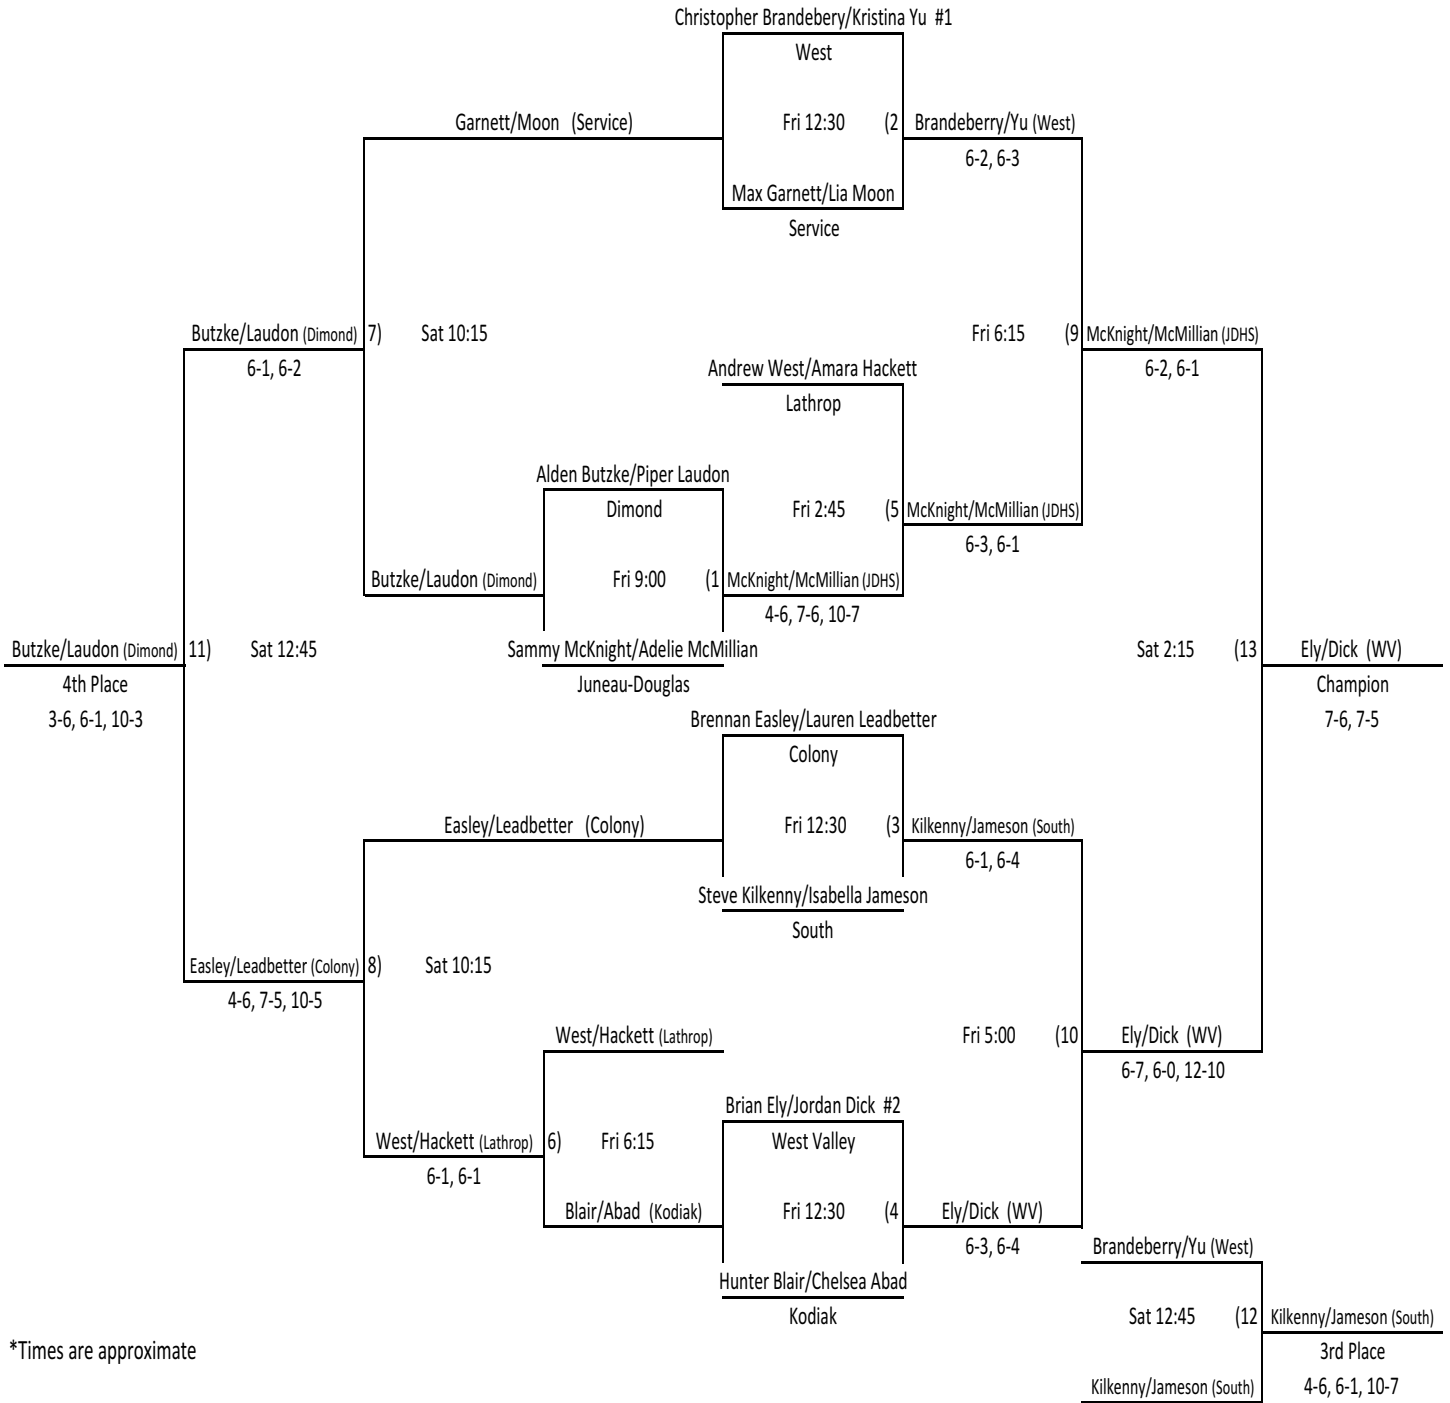 Christopher Brandebery/Kristina Yu #1
West
Garnett/Moon (Service)
Fri 12:30 (2
Brandeberry/Yu (West)
6-2, 6-3
Max Garnett/Lia Moon
Service
Butzke/Laudon (Dimond) 7) Sat 10:15
6-1, 6-2
Fri 6:15 (9
McKnight/McMillian (JDHS)
6-2, 6-1
Andrew West/Amara Hackett
Lathrop
Alden Butzke/Piper Laudon
Dimond
Fri 2:45 (5
McKnight/McMillian (JDHS)
6-3, 6-1
Butzke/Laudon (Dimond)
Fri 9:00 (1
McKnight/McMillian (JDHS)
4-6, 7-6, 10-7
Butzke/Laudon (Dimond) 11) Sat 12:45
4th Place
3-6, 6-1, 10-3
Sammy McKnight/Adelie McMillian
Juneau-Douglas
Sat 2:15 (13
Ely/Dick (WV)
Champion
7-6, 7-5
Brennan Easley/Lauren Leadbetter
Colony
Easley/Leadbetter (Colony)
Fri 12:30 (3
Kilkenny/Jameson (South)
6-1, 6-4
Steve Kilkenny/Isabella Jameson
South
Easley/Leadbetter (Colony) 8) Sat 10:15
4-6, 7-5, 10-5
West/Hackett (Lathrop)
Fri 5:00 (10
Ely/Dick (WV)
6-7, 6-0, 12-10
Brian Ely/Jordan Dick #2
West Valley
West/Hackett (Lathrop) 6) Fri 6:15
6-1, 6-1
Blair/Abad (Kodiak)
Fri 12:30 (4
Ely/Dick (WV)
6-3, 6-4
Hunter Blair/Chelsea Abad
Kodiak
Brandeberry/Yu (West)
Sat 12:45 (12
Kilkenny/Jameson (South)
3rd Place
4-6, 6-1, 10-7
Kilkenny/Jameson (South)
*Times are approximate